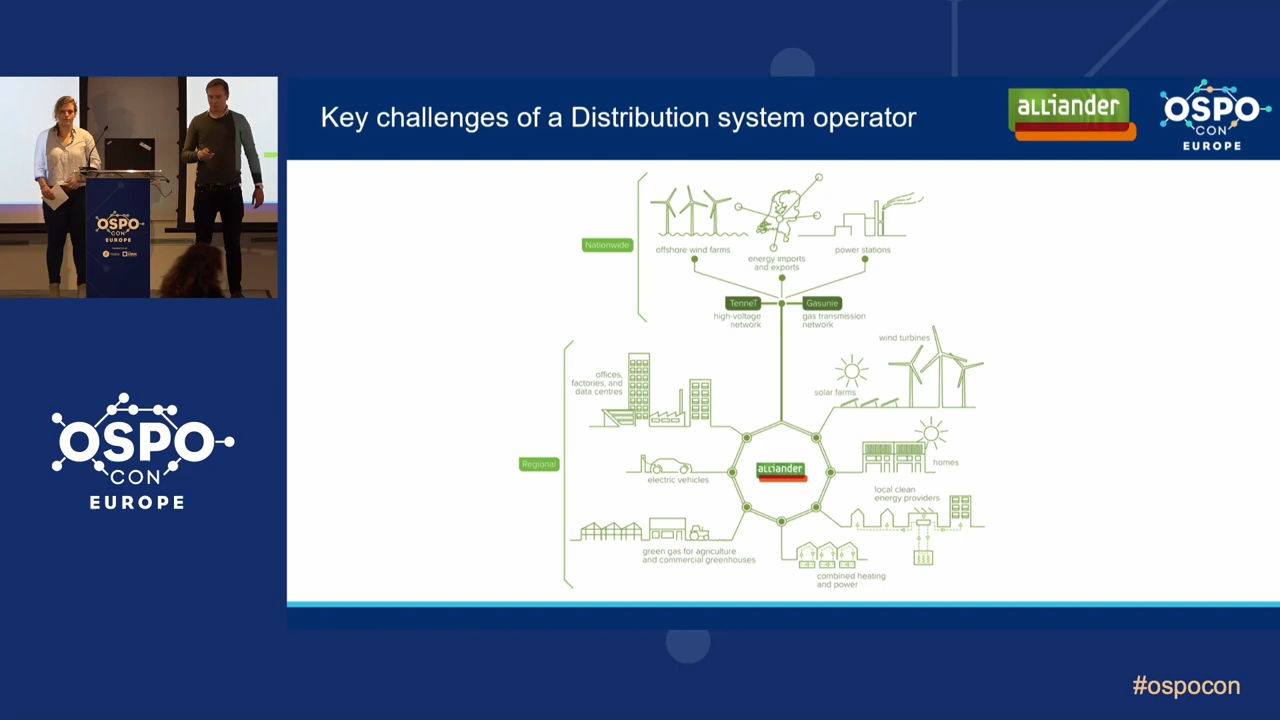 Key challenges of a Distribution system operator
alliander
OSPO
CON
EUROPE
OSPO
CON
EUROPE
Nationwide
offshore wind farms
energy imports
and exports
power stations
TenneT
high-voltage
network
Gasunie
gas transmission
network
wind turbines
solar farms
offices,
factories, and
data centres
Regional
electric vehicles
alliander
homes
local clean
energy providers
green gas for agriculture
and commercial greenhouses
combined heating
and power
OSPO
CON
EUROPE
#ospocon